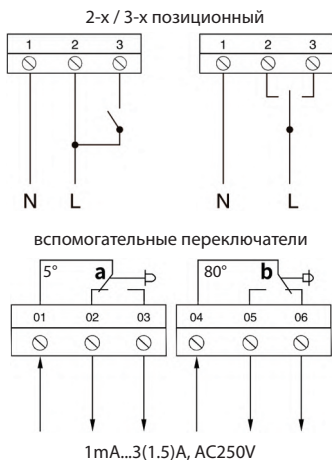 2-х / 3-х позиционный
1 2 3 1 2 3
N L N L
вспомогательные переключатели
5° a 80° b
01 02 03 04 05 06
1mA...3(1.5)A, AC250V